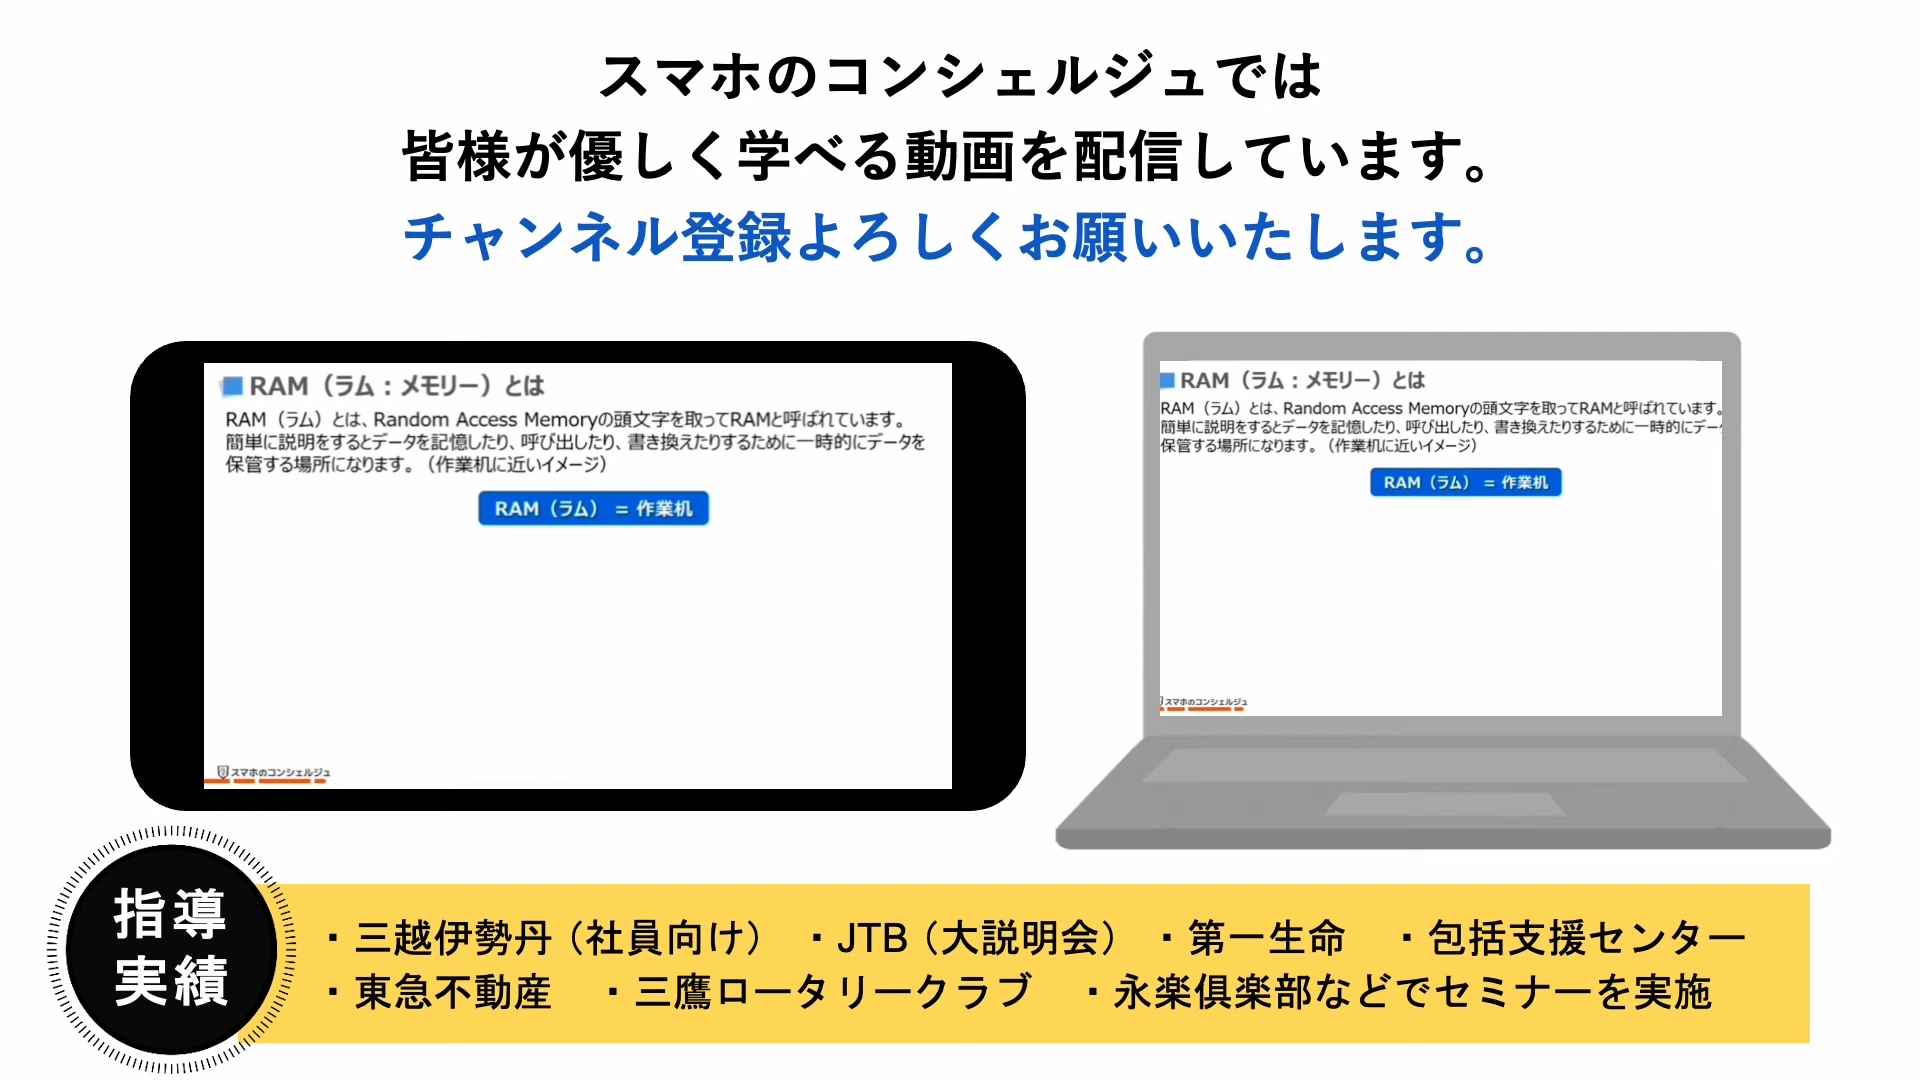 スマホのコンシェルジュでは
皆様が優しく学べる動画を配信しています。
チャンネル登録よろしくお願いいたします。
RAM（ラム：メモリー）とは
RAM（ラム）とは、Random Access Memoryの頭文字を取ってRAMと呼ばれています。
簡単に説明をするとデータを記憶したり、呼び出したり、書き換えたりするために一時的にデータを
保管する場所になります。（作業机に近いイメージ）
RAM（ラム） = 作業机
スマホのコンシェルジュ
RAM（ラム：メモリー）とは
RAM（ラム）とは、Random Access Memoryの頭文字を取ってRAMと呼ばれています。
簡単に説明をするとデータを記憶したり、呼び出したり、書き換えたりするために一時的にデー
保管する場所になります。（作業机に近いイメージ）
RAM（ラム） = 作業机
スマホのコンシェルジュ
指導
実績
・三越伊勢丹（社員向け） ・JTB（大説明会） ・第一生命 ・包括支援センター
・東急不動産 ・三鷹ロータリークラブ ・永楽倶楽部などでセミナーを実施